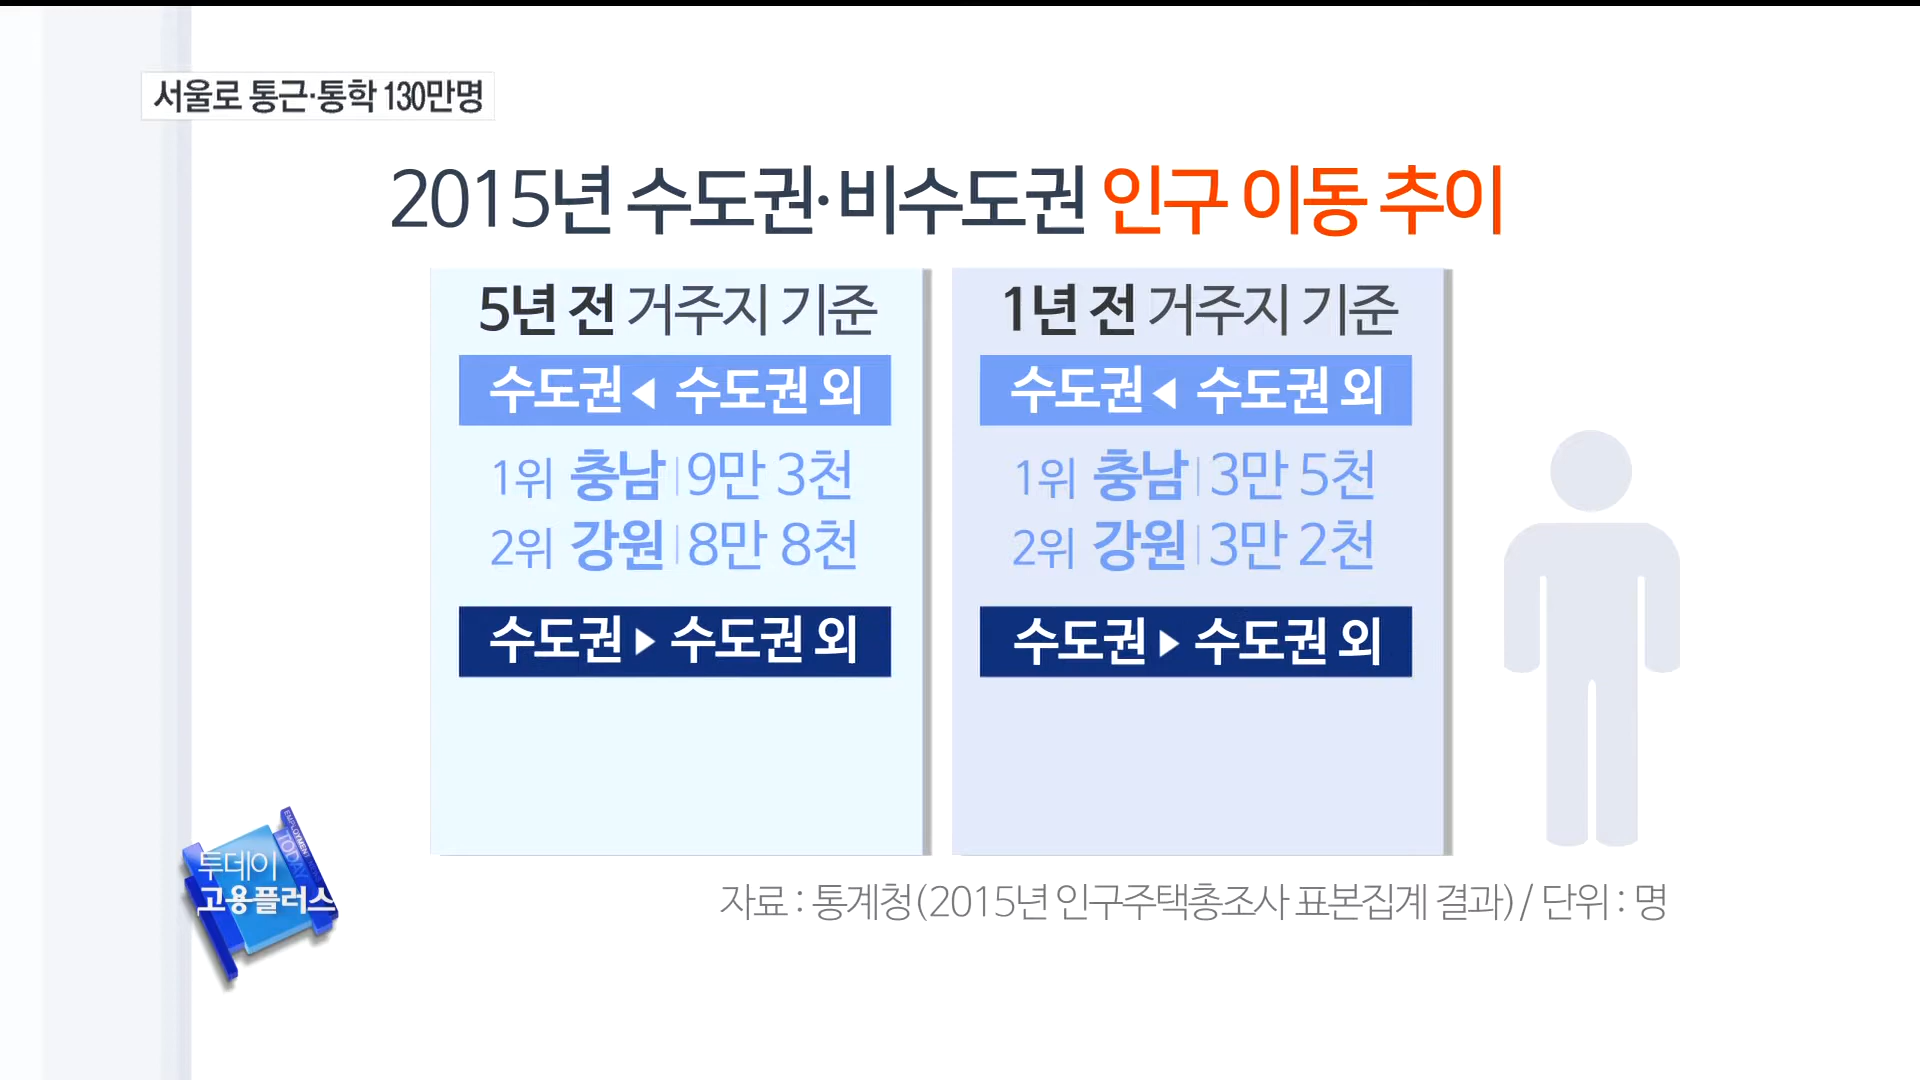 서울로 통근·통학 130만명
2015년 수도권·비수도권 인구 이동 추이
5년 전 거주지 기준
수도권 ◀ 수도권 외
1위 충남 | 9만 3천
2위 강원 | 8만 8천
수도권 ▶ 수도권 외
1년 전 거주지 기준
수도권 ◀ 수도권 외
1위 충남 | 3만 5천
2위 강원 | 3만 2천
수도권 ▶ 수도권 외
EMPLOYMENT
TODAY
투데이
고용플러스
자료 : 통계청(2015년 인구주택총조사 표본집계 결과) / 단위 : 명